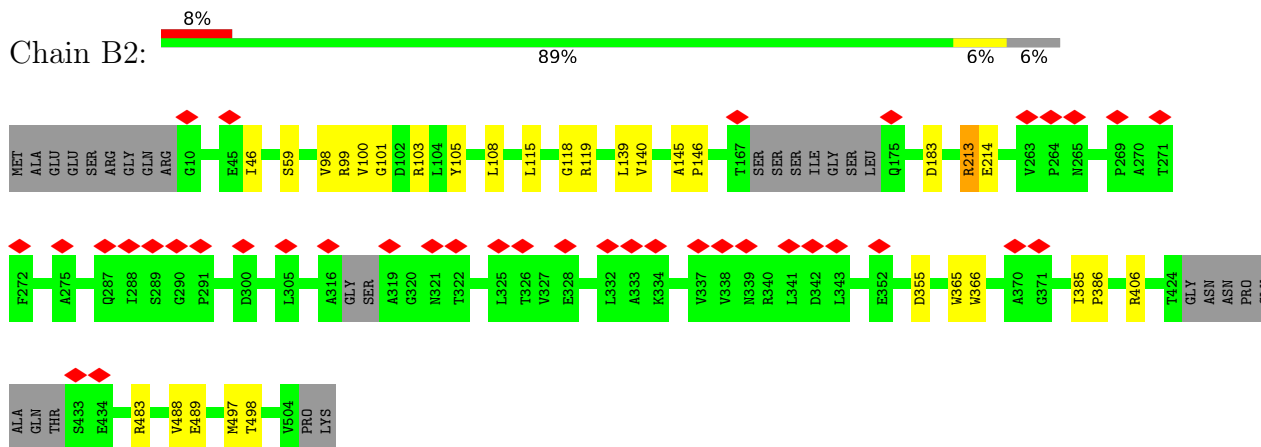 8%
Chain B2:
89% 6% 6%
MET ALA GLU GLU SER ARG GLY GLN ARG G10 E45 I46 S59 V98 R99 V100 G101 D102 R103 L104 Y105 L108 L115 G118 R119 L139 V140 A145 P146 T167 SER SER SER ILE GLY SER LEU Q175 D183 R213 E214 V263 P264 N265 P269 A270 T271
F272 A275 Q287 I288 S289 G290 P291 D300 L305 A316 GLY SER A319 G320 N321 T322 L325 T326 V327 E328 L332 A333 K334 V337 V338 N339 R340 L341 D342 L343 E352 D355 W365 W366 A370 G371 I385 P386 R406 T424 GLY ASN ASN PRO
ALA GLN THR S433 E434 R483 V488 E489 M497 T498 V504 PRO LYS